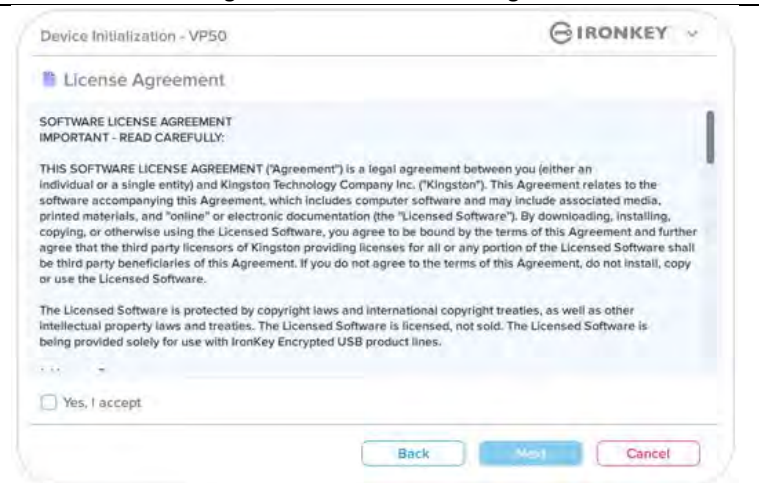 Device Initialization - VP50
IRONKEY
License Agreement
SOFTWARE LICENSE AGREEMENT
IMPORTANT - READ CAREFULLY:
THIS SOFTWARE LICENSE AGREEMENT ("Agreement") is a legal agreement between you (either an
individual or a single entity) and Kingston Technology Company Inc. ("Kingston"). This Agreement relates to the
software accompanying this Agreement, which includes computer software and may include associated media,
printed materials, and "online" or electronic documentation (the "Licensed Software"). By downloading, installing,
copying, or otherwise using the Licensed Software, you agree to be bound by the terms of this Agreement and further
agree that the third party licensors of Kingston providing licenses for all or any portion of the Licensed Software shall
be third party beneficiaries of this Agreement. If you do not agree to the terms of this Agreement, do not install, copy
or use the Licensed Software.
The Licensed Software is protected by copyright laws and international copyright treaties, as well as other
intellectual property laws and treaties. The Licensed Software is licensed, not sold. The Licensed Software is
being provided solely for use with IronKey Encrypted USB product lines.
Yes, I accept
Back
Next
Cancel